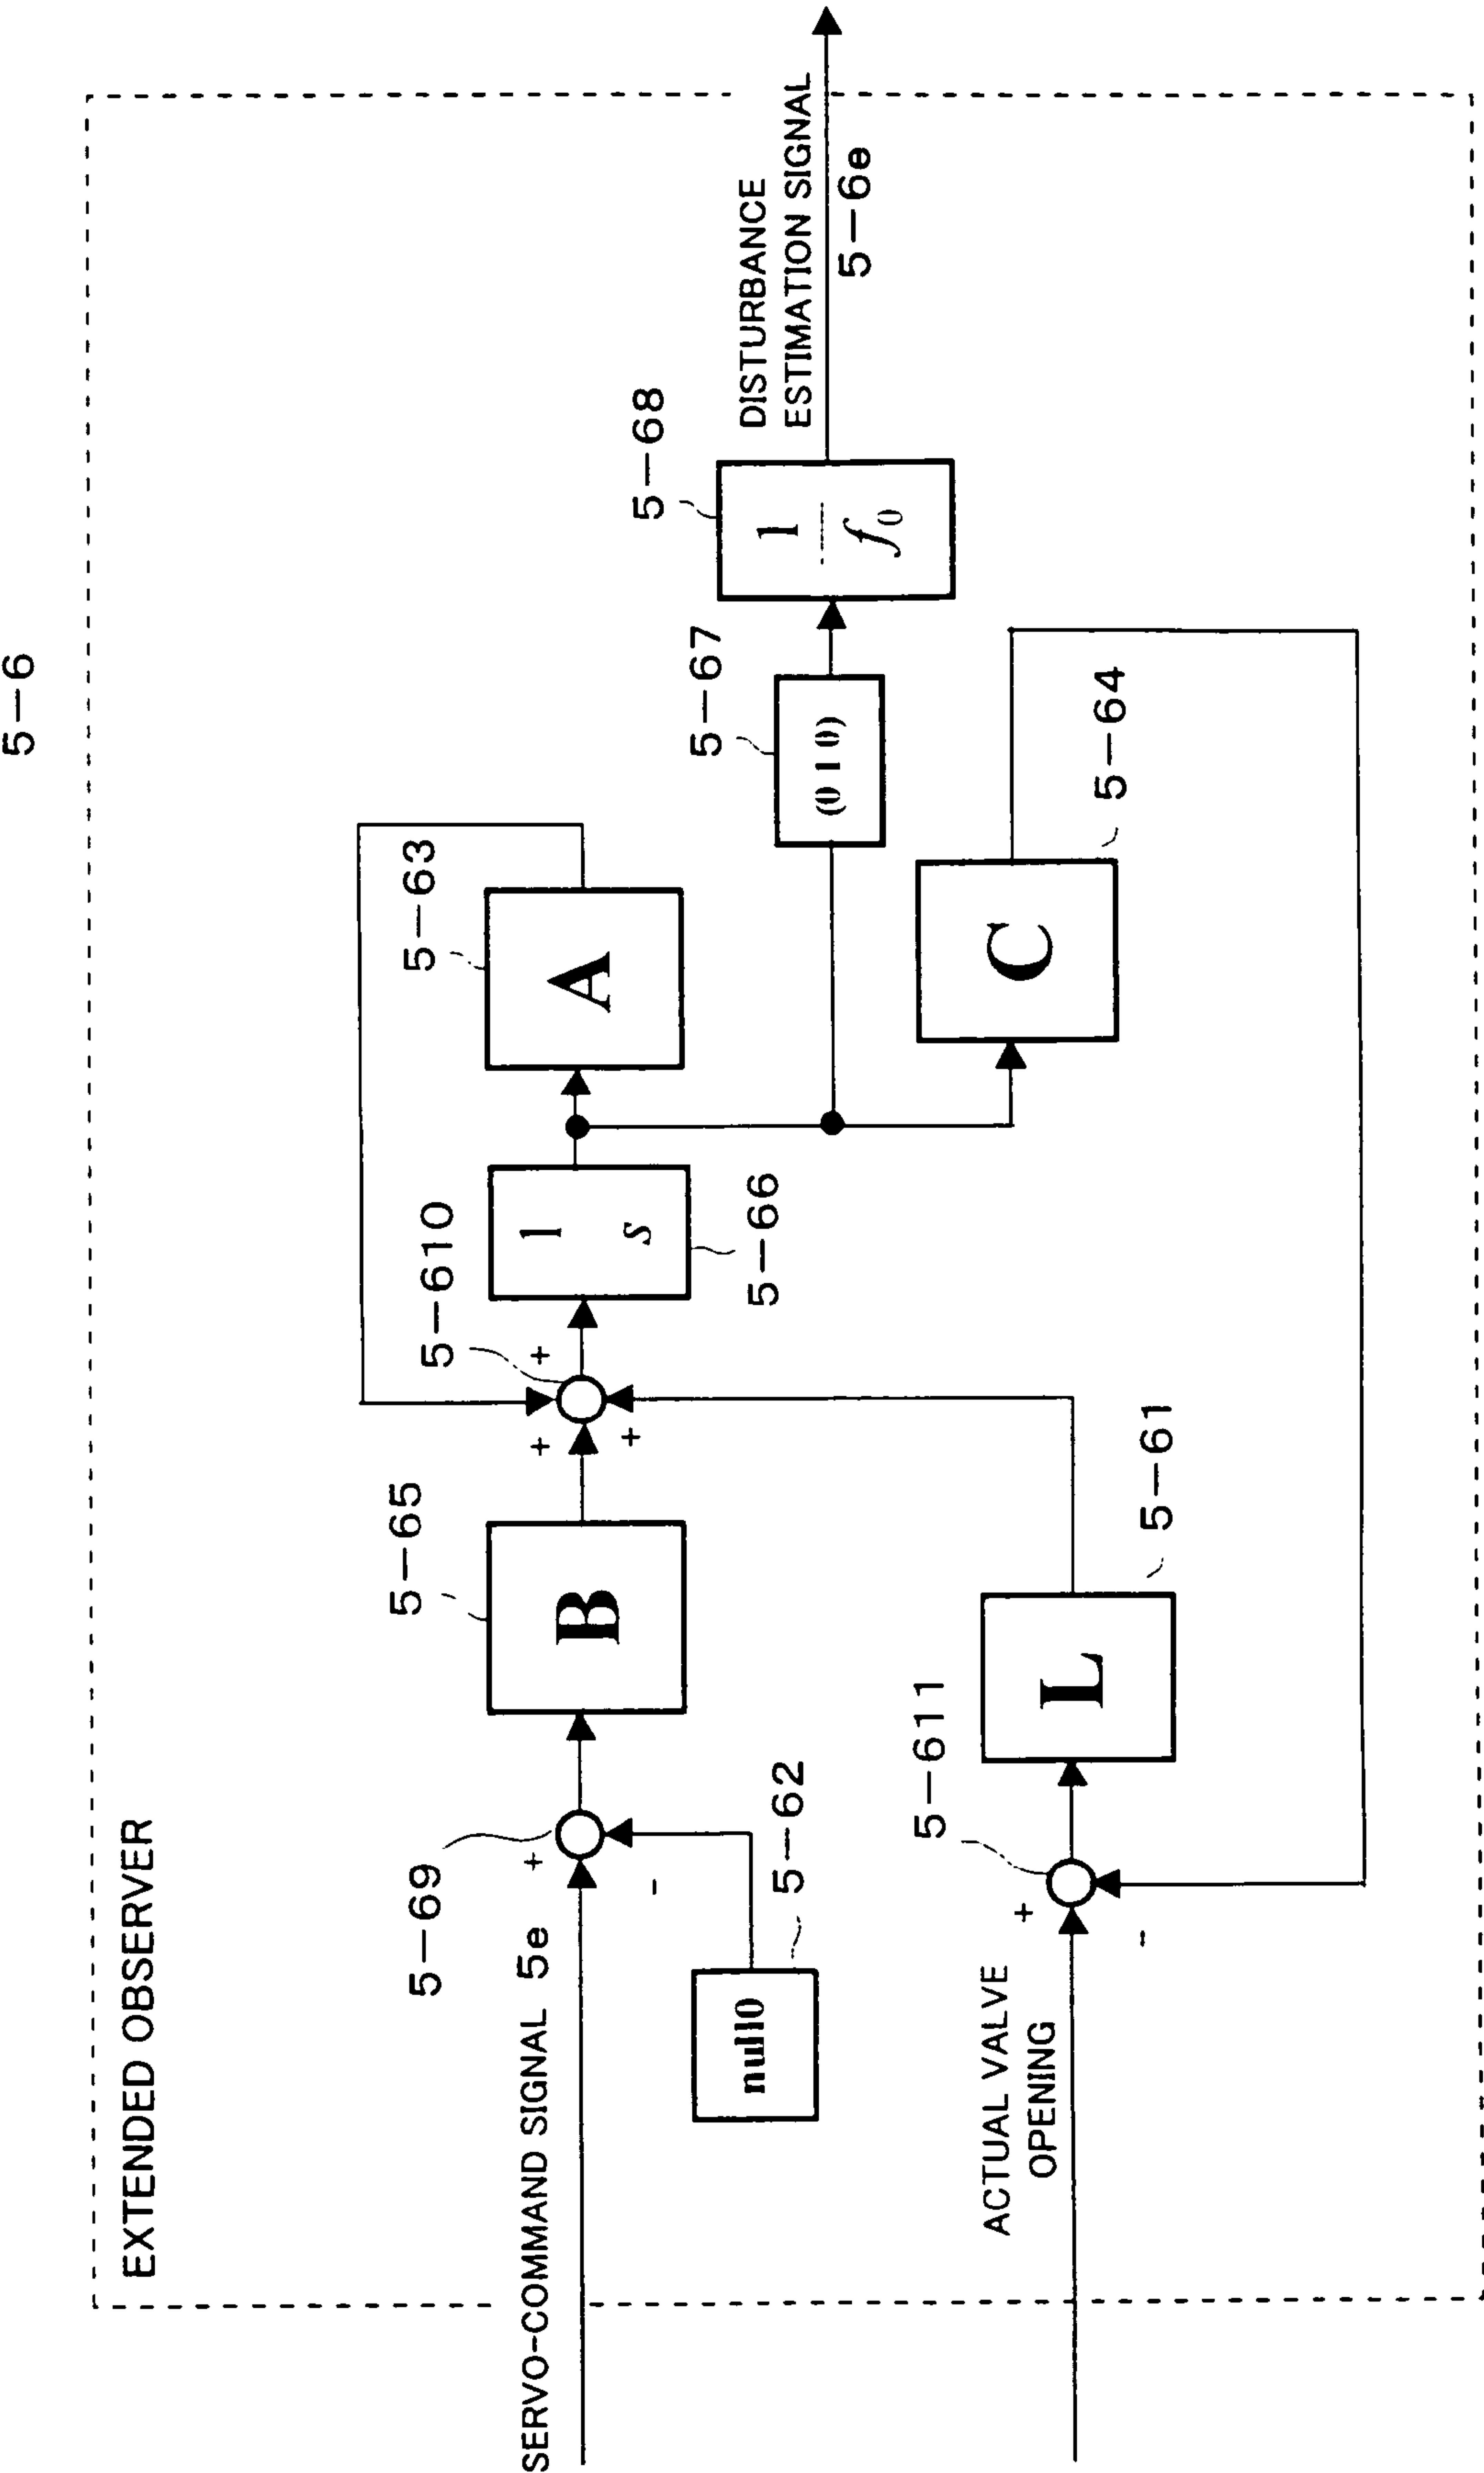 5-6
EXTENDED OBSERVER
5-63
A
5-610
5-65
B
+
+
+
1
s
5-66
5-69
SERVO-COMMAND SIGNAL 5e
+
-
null0
5-62
5-67
(0 1 0)
5-68
1
f0
DISTURBANCE
ESTIMATION SIGNAL
5-6e
C
5-64
ACTUAL VALVE
OPENING
5-611
+
-
L
5-61